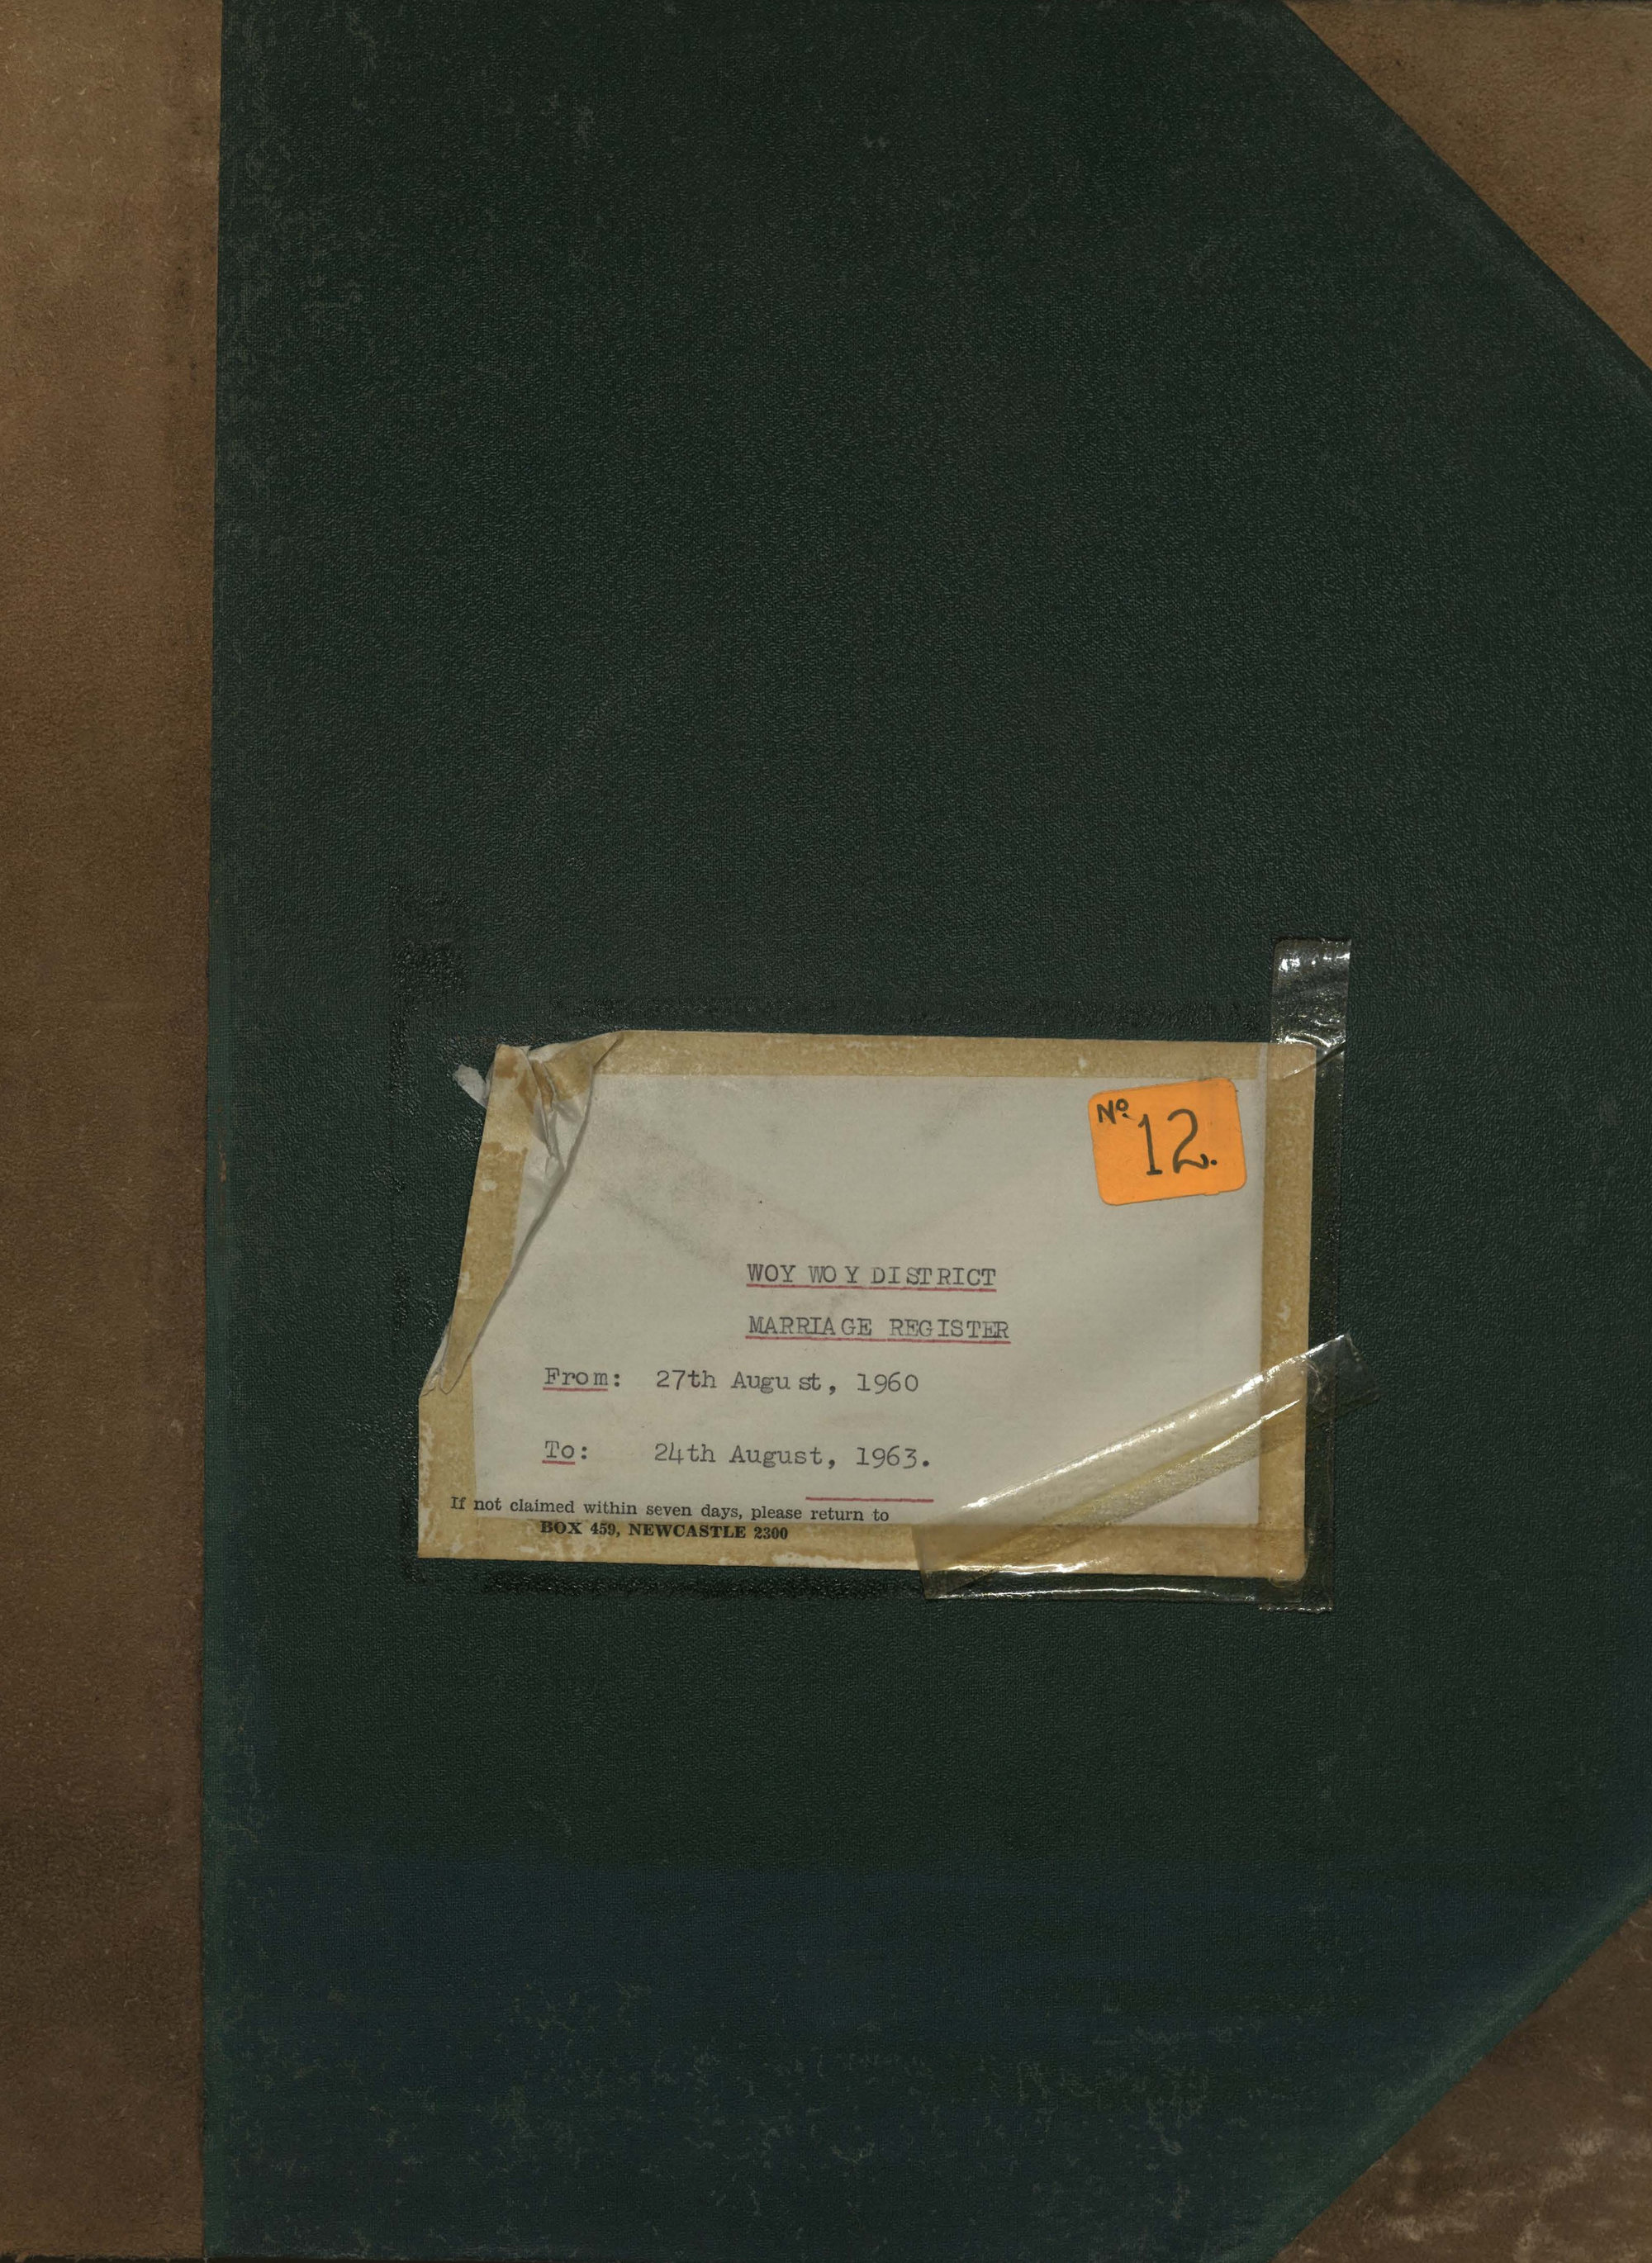 Nº 12.
WOY WOY DISTRICT
MARRIAGE REGISTER
From: 27th August, 1960
To: 24th August, 1963.
If not claimed within seven days, please return to
BOX 459, NEWCASTLE 2300